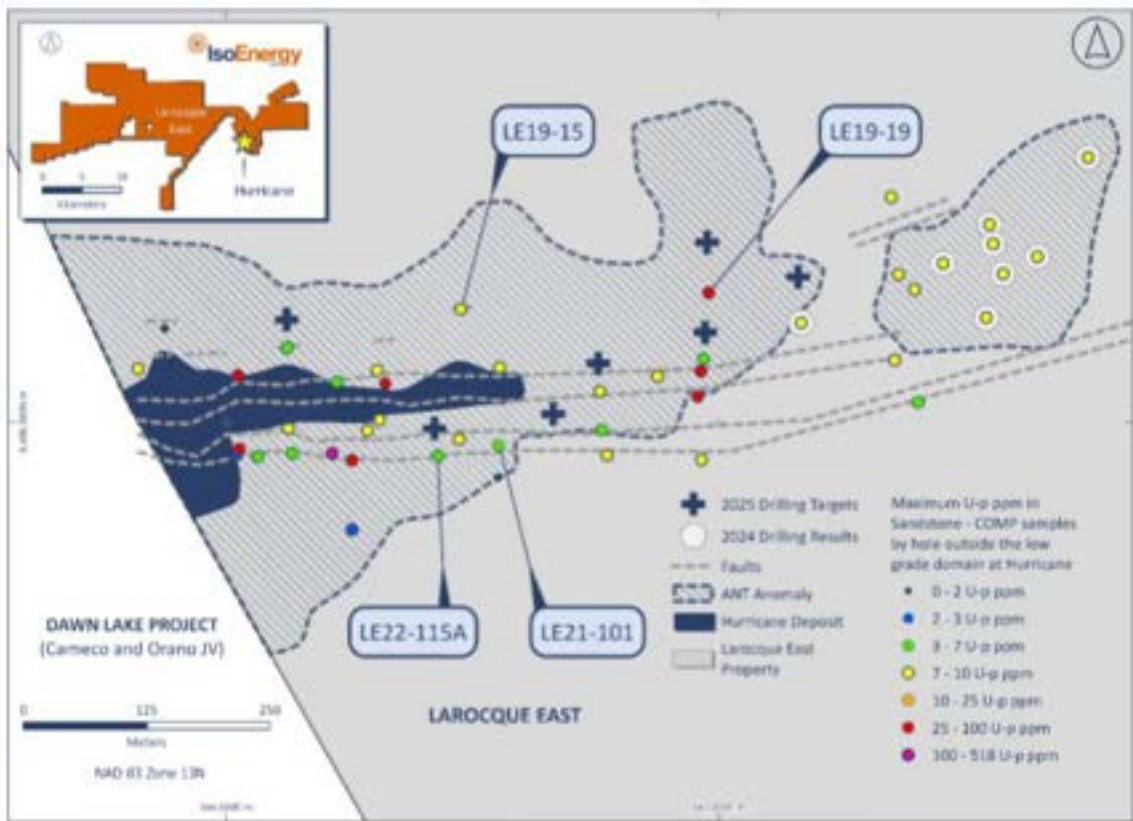 IsoEnergy
Larocque
East
0 5 10
Kilometers
Hurricane
LE19-15
LE19-19
LE22-115A
LE21-101
DAWN LAKE PROJECT
(Cameco and Orano JV)
0 125 250
Meters
NAD 83 Zone 13N
LAROCQUE EAST
2025 Drilling Targets
2024 Drilling Results
Faults
ANT Anomaly
Hurricane Deposit
Larocque East
Property
Maximum U-p ppm in
Sandstone - COMP samples
by hole outside the low
grade domain at Hurricane
0 - 2 U-p ppm
2 - 3 U-p ppm
3 - 7 U-p ppm
7 - 10 U-p ppm
10 - 25 U-p ppm
25 - 100 U-p ppm
100 - 518 U-p ppm